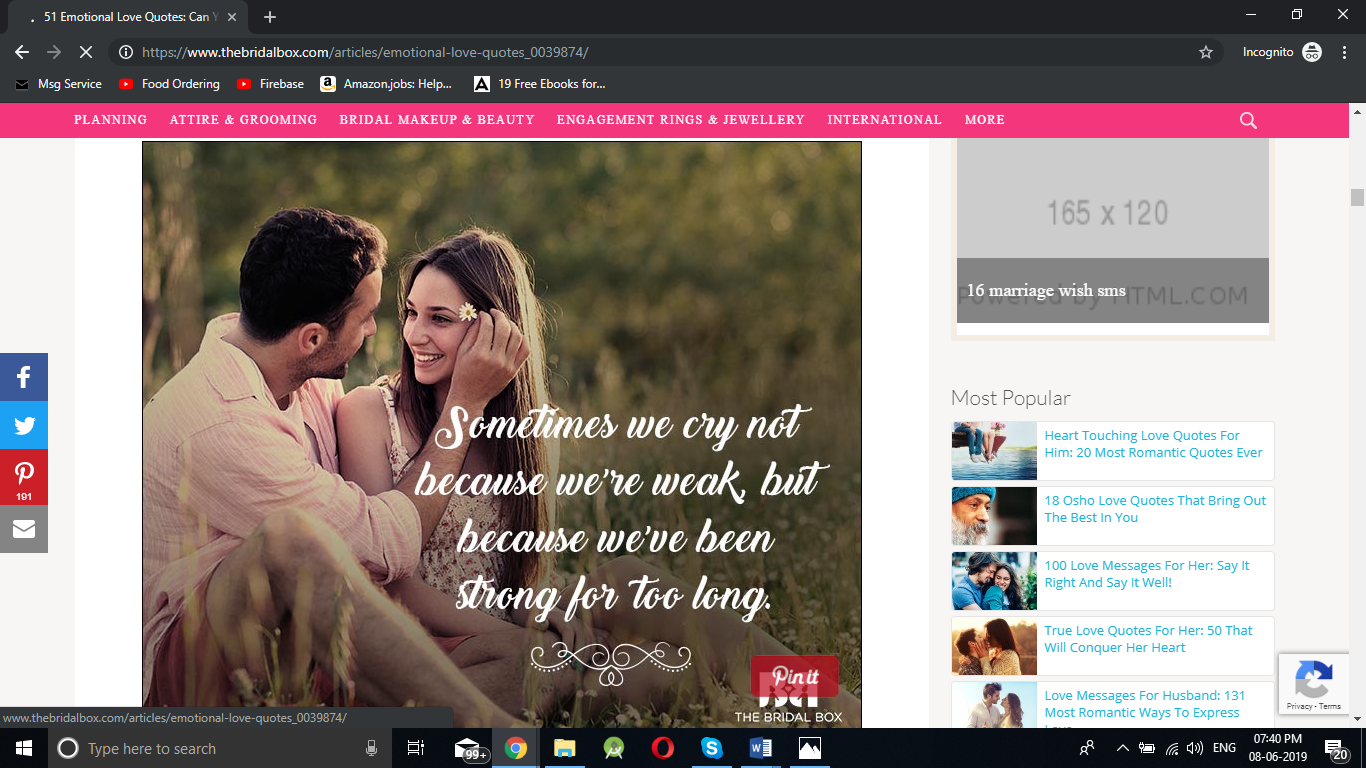 51 Emotional Love Quotes: Can Y
https://www.thebridalbox.com/articles/emotional-love-quotes_0039874/
Incognito
Msg Service
Food Ordering
Firebase
Amazon.jobs: Help...
19 Free Ebooks for...
PLANNING
ATTIRE & GROOMING
BRIDAL MAKEUP & BEAUTY
ENGAGEMENT RINGS & JEWELLERY
INTERNATIONAL
MORE
Sometimes we cry not
because we're weak, but
because we've been
strong for too long.
Pin it
THE BRIDAL BOX
191
165 x 120
16 marriage wish sms
Powered by HTML.COM
Most Popular
Heart Touching Love Quotes For
Him: 20 Most Romantic Quotes Ever
18 Osho Love Quotes That Bring Out
The Best In You
100 Love Messages For Her: Say It
Right And Say It Well!
True Love Quotes For Her: 50 That
Will Conquer Her Heart
Love Messages For Husband: 131
Most Romantic Ways To Express
Privacy - Terms
www.thebridalbox.com/articles/emotional-love-quotes_0039874/
Type here to search
99+
ENG
07:40 PM
08-06-2019
20